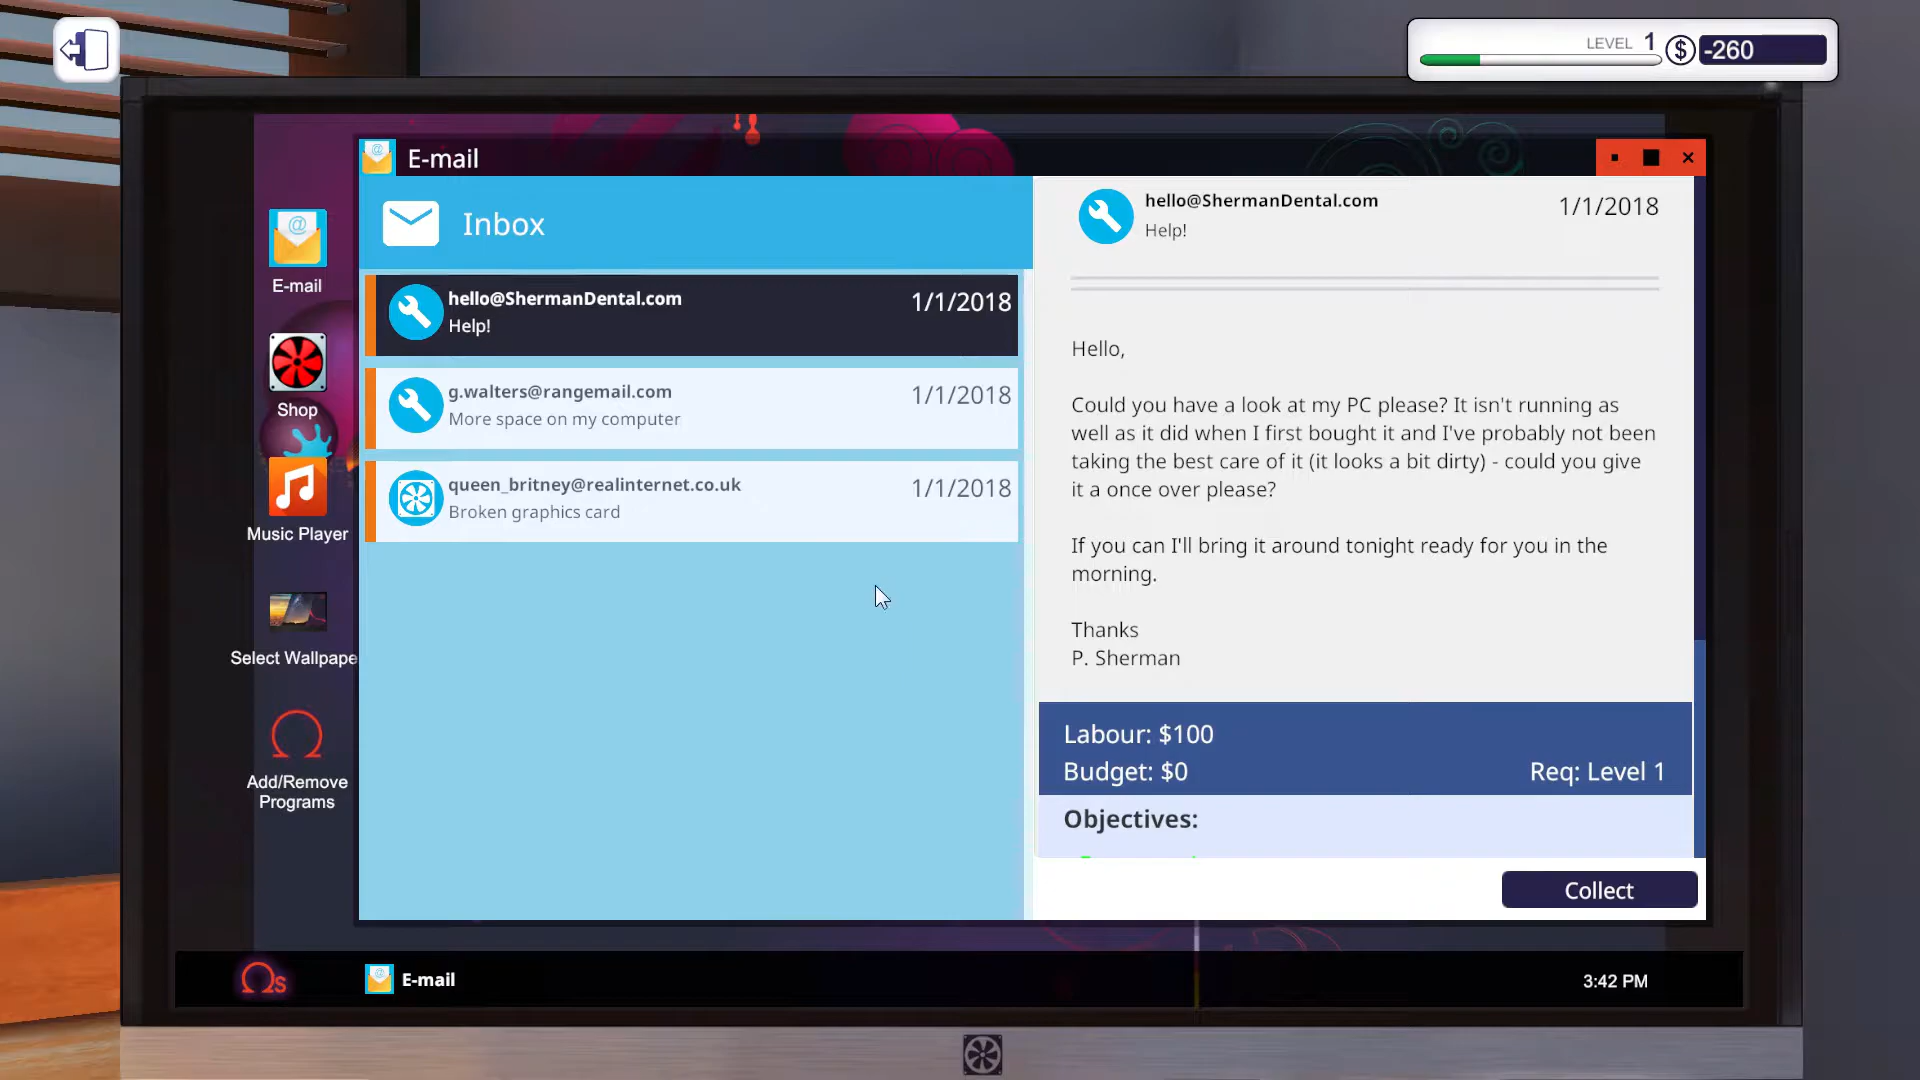 LEVEL 1
$ -260
E-mail
E-mail
Shop
Music Player
Select Wallpape
Add/Remove
Programs
Inbox
hello@ShermanDental.com
1/1/2018
Help!
g.walters@rangemail.com
1/1/2018
More space on my computer
queen_britney@realinternet.co.uk
1/1/2018
Broken graphics card
hello@ShermanDental.com
1/1/2018
Help!
Hello,
Could you have a look at my PC please? It isn't running as
well as it did when I first bought it and I've probably not been
taking the best care of it (it looks a bit dirty) - could you give
it a once over please?
If you can I'll bring it around tonight ready for you in the
morning.
Thanks
P. Sherman
Labour: $100
Budget: $0
Req: Level 1
Objectives:
Collect
Ωs
E-mail
3:42 PM